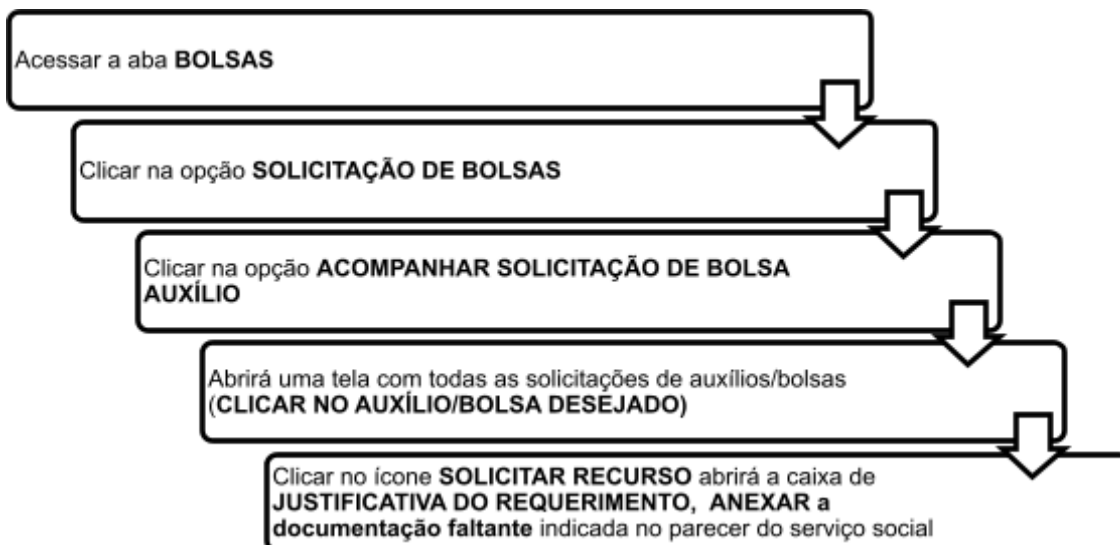 Acessar a aba BOLSAS
Clicar na opção SOLICITAÇÃO DE BOLSAS
Clicar na opção ACOMPANHAR SOLICITAÇÃO DE BOLSA
AUXÍLIO
Abrirá uma tela com todas as solicitações de auxílios/bolsas
(CLICAR NO AUXÍLIO/BOLSA DESEJADO)
Clicar no ícone SOLICITAR RECURSO abrirá a caixa de
JUSTIFICATIVA DO REQUERIMENTO, ANEXAR a
documentação faltante indicada no parecer do serviço social